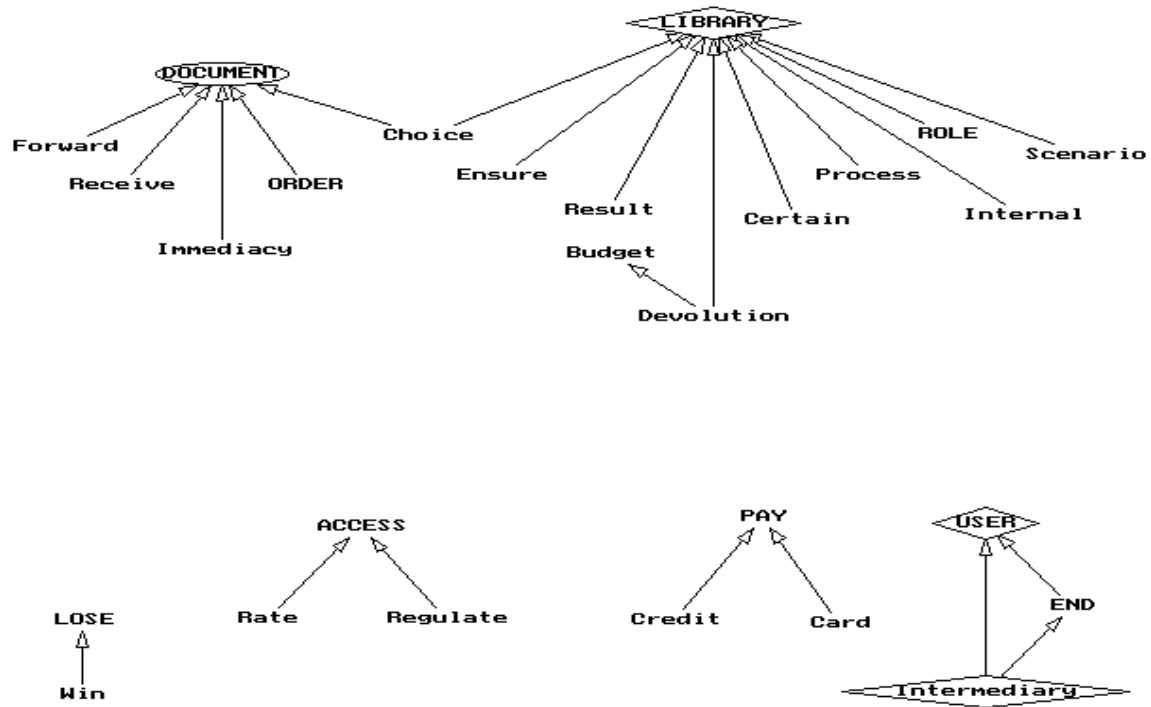 LIBRARY
DOCUMENT
Forward
Choice
ROLE
Scenario
Receive
ORDER
Ensure
Process
Result
Certain
Internal
Immediacy
Budget
Devolution
ACCESS
PAY
USER
LOSE
Rate
Regulate
Credit
Card
END
Win
Intermediary